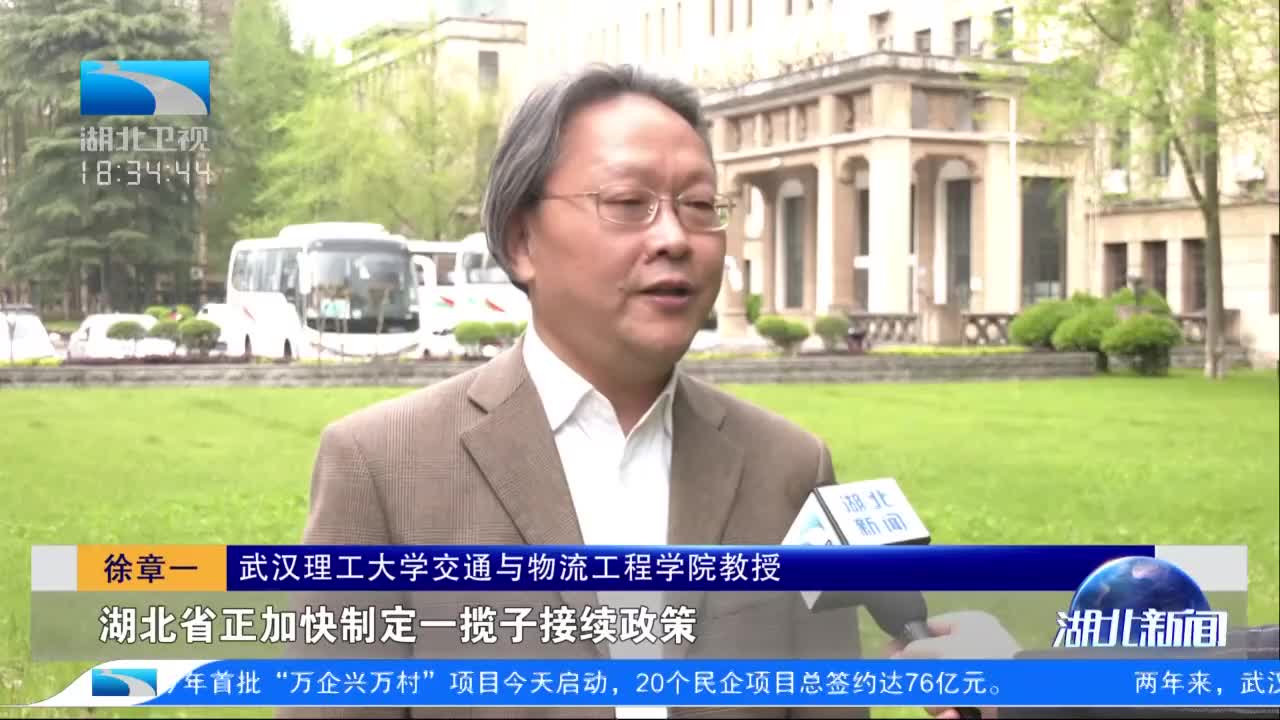 湖北卫视
18:34:44
湖北
新闻
徐章一
武汉理工大学交通与物流工程学院教授
湖北省正加快制定一揽子接续政策
湖北新闻
年首批“万企兴万村”项目今天启动，20个民企项目总签约达76亿元。 两年来，武汉